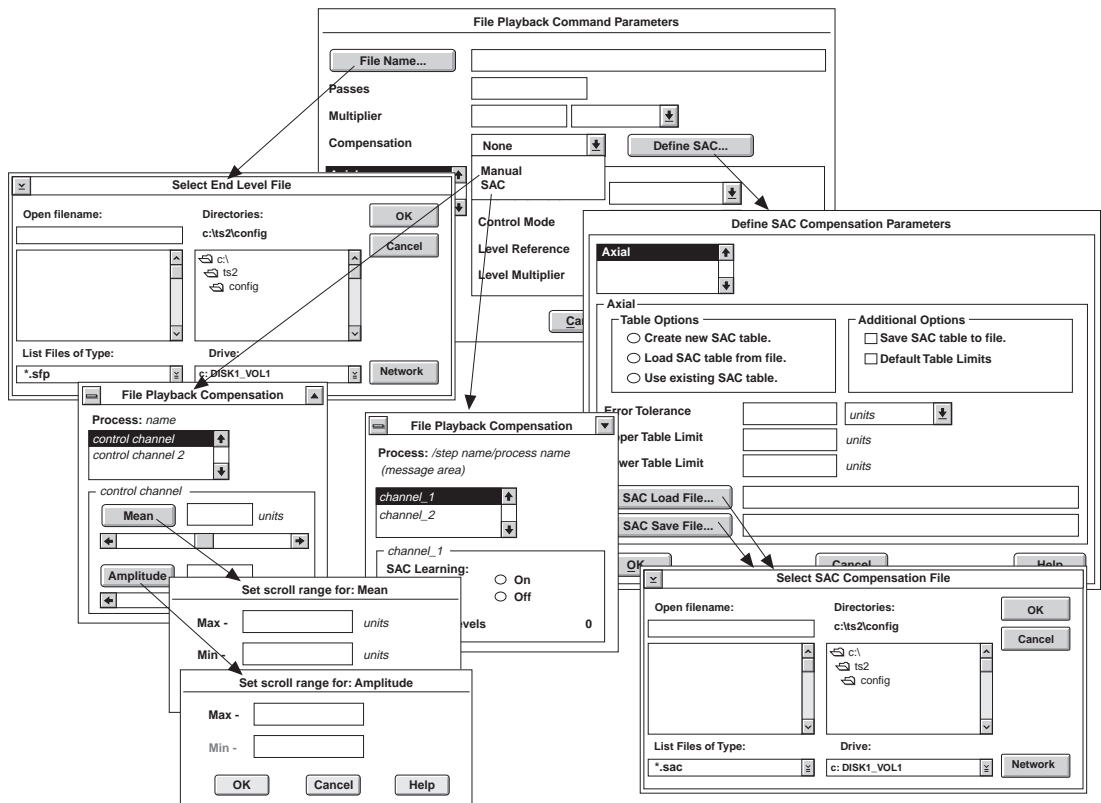 File Playback Command Parameters
File Name...
Passes
Multiplier
Compensation
None
Define SAC...
Manual
SAC
Control Mode
Level Reference
Level Multiplier
Select End Level File
Open filename:
Directories:
c:\ts2\config
OK
Cancel
c:\
ts2
config
List Files of Type:
Drive:
*.sfp
c: DISK1_VOL1
Network
Define SAC Compensation Parameters
Axial
Axial
Table Options
Create new SAC table.
Load SAC table from file.
Use existing SAC table.
Additional Options
Save SAC table to file.
Default Table Limits
Error Tolerance
units
Table Limit
units
Table Limit
units
SAC Load File...
SAC Save File...
OK
Cancel
Help
File Playback Compensation
Process: name
control channel
control channel 2
control channel
Mean
units
Amplitude
File Playback Compensation
Process: /step name/process name
(message area)
channel_1
channel_2
channel_1
SAC Learning:
On
Off
0
Set scroll range for: Mean
Max -
units
Min -
units
Set scroll range for: Amplitude
Max -
Min -
OK
Cancel
Help
Select SAC Compensation File
Open filename:
Directories:
c:\ts2\config
OK
Cancel
c:\
ts2
config
List Files of Type:
Drive:
*.sac
c: DISK1_VOL1
Network